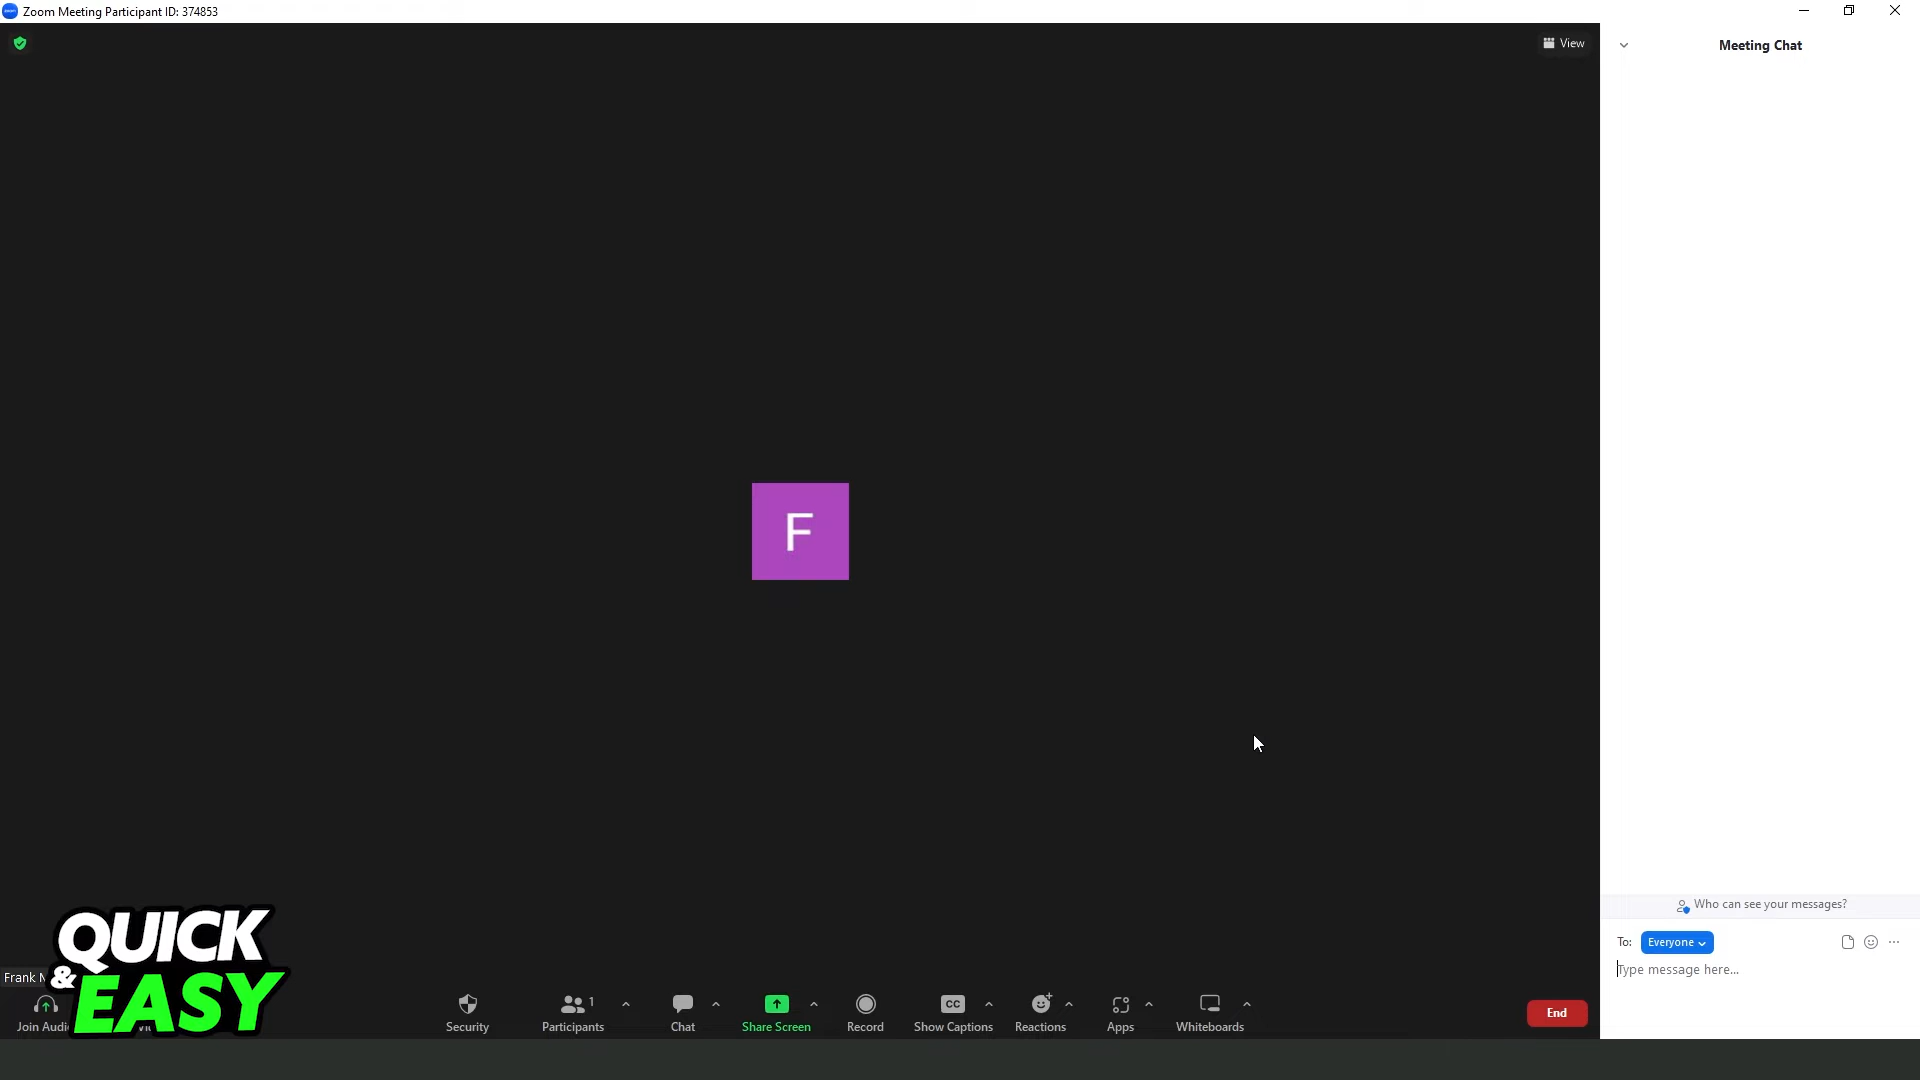 Zoom Meeting Participant ID: 374853
View
Meeting Chat
F
Who can see your messages?
To: Everyone
Type message here...
Frank
QUICK
&
EASY
Join Audio
Security
Participants 1
Chat
Share Screen
Record
CC
Show Captions
Reactions
Apps
Whiteboards
End